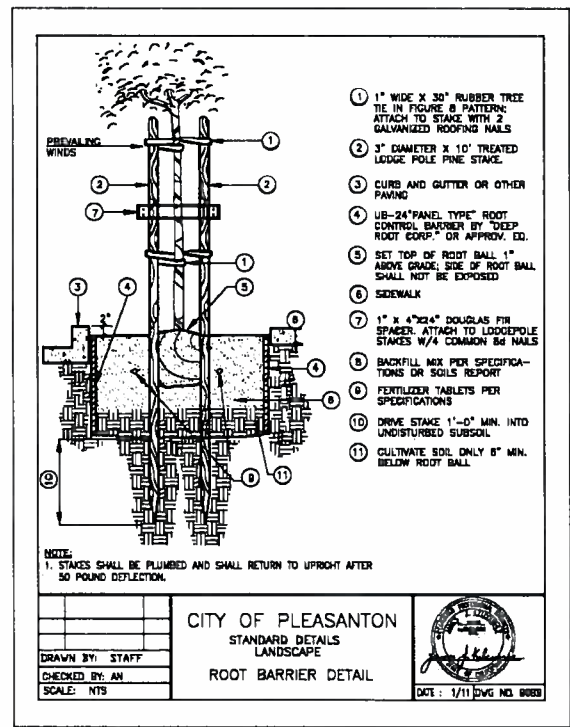 ① 1" WIDE X 30" RUBBER TREE
TIE IN FIGURE 8 PATTERN;
ATTACH TO STAKE WITH 2
GALVANIZED ROOFING NAILS
② 3" DIAMETER X 10' TREATED
LODGE POLE PINE STAKE.
③ CURB AND GUTTER OR OTHER
PAVING
④ UB-24"PANEL TYPE" ROOT
CONTROL BARRIER BY "DEEP
ROOT CORP." OR APPROV. EQ.
⑤ SET TOP OF ROOT BALL 1"
ABOVE GRADE; SIDE OF ROOT BALL
SHALL NOT BE EXPOSED
⑥ SIDEWALK
⑦ 1" X 4"X24" DOUGLAS FIR
SPACER. ATTACH TO LODGEPOLE
STAKES W/4 COMMON 8d NAILS
⑧ BACKFILL MIX PER SPECIFICA-
TIONS OR SOILS REPORT
⑨ FERTILIZER TABLETS PER
SPECIFICATIONS
⑩ DRIVE STAKE 1'-0" MIN. INTO
UNDISTURBED SUBSOIL
⑪ CULTIVATE SOIL ONLY 6" MIN.
BELOW ROOT BALL
PREVAILING
WINDS
①
②
②
⑦
①
⑤
③
④
2"
⑥
④
⑧
⑩
⑨
⑪
NOTE:
1. STAKES SHALL BE PLUMBED AND SHALL RETURN TO UPRIGHT AFTER
50 POUND DEFLECTION.
DRAWN BY: STAFF
CHECKED BY: AN
SCALE: NTS
CITY OF PLEASANTON
STANDARD DETAILS
LANDSCAPE
ROOT BARRIER DETAIL
DATE : 1/11 DWG NO.